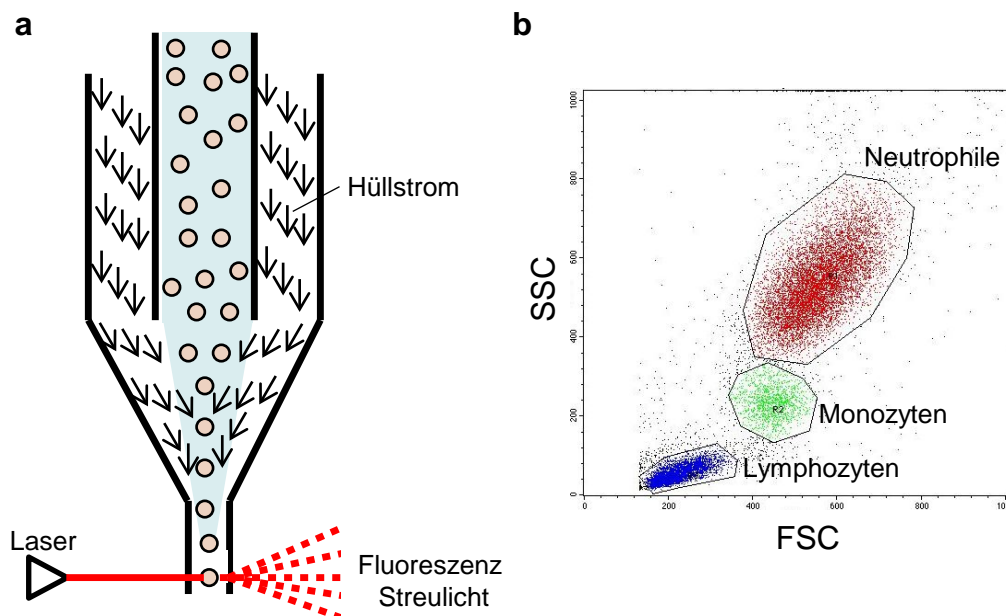 a
Hüllstrom
Laser
Fluoreszenz
Streulicht
b
1000
800
600
400
200
0
SSC
Neutrophile
R2
Monozyten
Lymphozyten
0
200
400
600
800
FSC